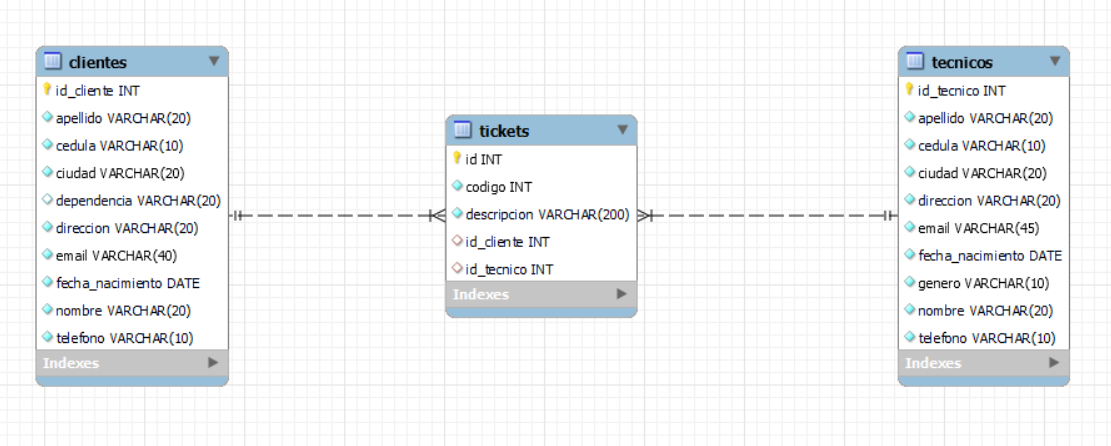 clientes
id_cliente INT
apellido VARCHAR(20)
cedula VARCHAR(10)
ciudad VARCHAR(20)
dependencia VARCHAR(20)
direccion VARCHAR(20)
email VARCHAR(40)
fecha_nacimiento DATE
nombre VARCHAR(20)
telefono VARCHAR(10)
Indexes
tickets
id INT
codigo INT
descripcion VARCHAR(200)
id_cliente INT
id_tecnico INT
Indexes
tecnicos
id_tecnico INT
apellido VARCHAR(20)
cedula VARCHAR(10)
ciudad VARCHAR(20)
direccion VARCHAR(20)
email VARCHAR(45)
fecha_nacimiento DATE
genero VARCHAR(10)
nombre VARCHAR(20)
telefono VARCHAR(10)
Indexes